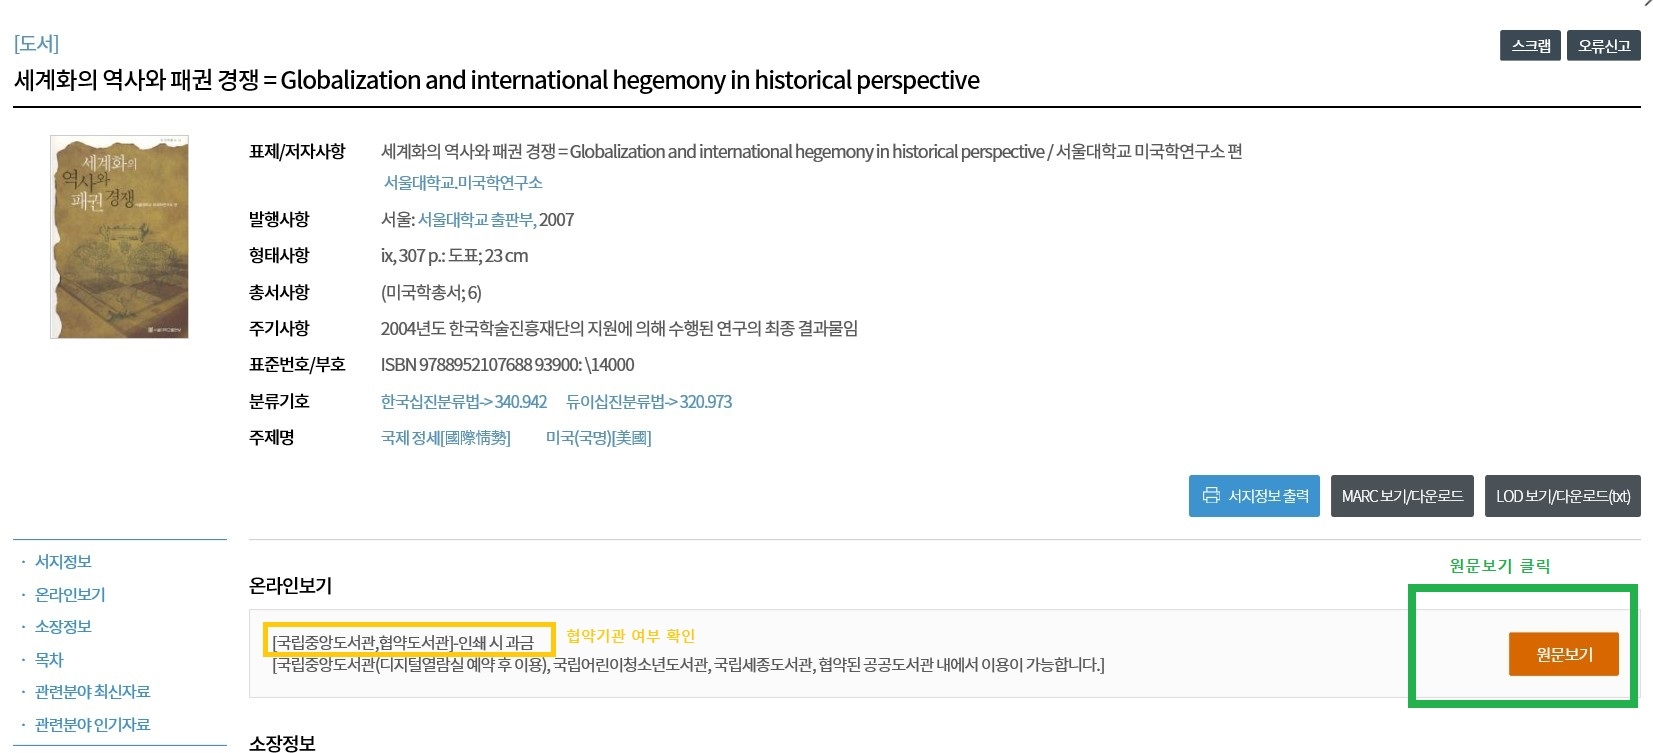 [도서]
스크랩 오류신고
세계화의 역사와 패권 경쟁 = Globalization and international hegemony in historical perspective
세계화의
역사와
패권 경쟁
표제/저자사항 세계화의 역사와 패권 경쟁 = Globalization and international hegemony in historical perspective / 서울대학교 미국학연구소 편
서울대학교.미국학연구소
발행사항 서울: 서울대학교 출판부, 2007
형태사항 ix, 307 p.: 도표; 23 cm
총서사항 (미국학총서; 6)
주기사항 2004년도 한국학술진흥재단의 지원에 의해 수행된 연구의 최종 결과물임
표준번호/부호 ISBN 9788952107688 93900: \14000
분류기호 한국십진분류법-> 340.942 듀이십진분류법-> 320.973
주제명 국제 정세[國際情勢] 미국(국명)[美國]
서지정보 출력 MARC 보기/다운로드 LOD 보기/다운로드(txt)
· 서지정보
· 온라인보기
· 소장정보
· 목차
· 관련분야 최신자료
· 관련분야 인기자료
원문보기 클릭
온라인보기
[국립중앙도서관,협약도서관]-인쇄 시 과금 협약기관 여부 확인
[국립중앙도서관(디지털열람실 예약 후 이용), 국립어린이청소년도서관, 국립세종도서관, 협약된 공공도서관 내에서 이용이 가능합니다.]
원문보기
소장정보